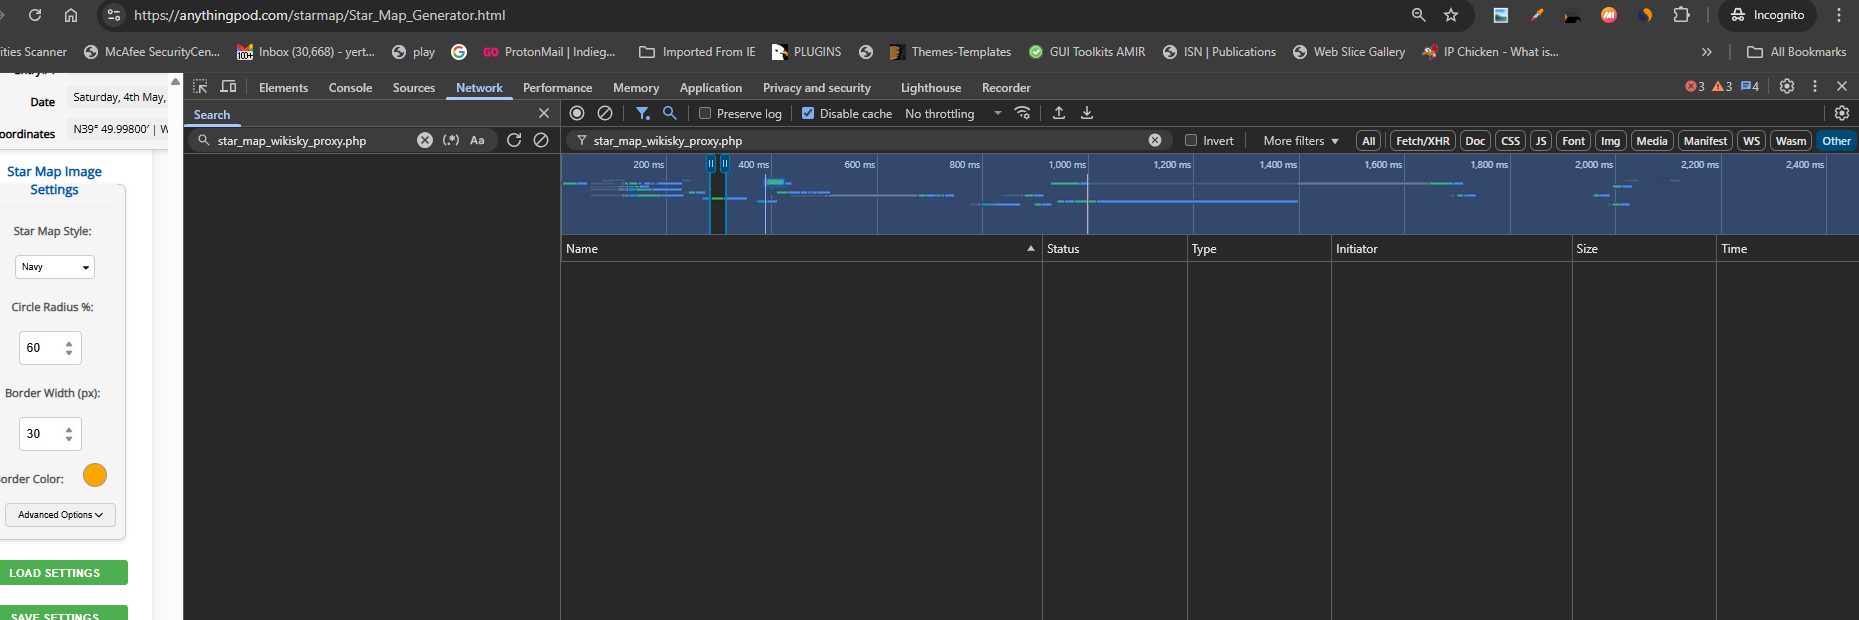 https://anythingpod.com/starmap/Star_Map_Generator.html
Incognito
ities Scanner
McAfee SecurityCen...
100+
Inbox (30,668) - yert...
play
G
GO
ProtonMail | Indieg...
Imported From IE
PLUGINS
Themes-Templates
GUI Toolkits AMIR
ISN | Publications
Web Slice Gallery
IP Chicken - What is...
»
All Bookmarks
Date
Saturday, 4th May,
oordinates
N39° 49.99800' | W
Star Map Image
Settings
Star Map Style:
Navy
Circle Radius %:
60
Border Width (px):
30
order Color:
Advanced Options
LOAD SETTINGS
SAVE SETTINGS
Elements
Console
Sources
Network
Performance
Memory
Application
Privacy and security
Lighthouse
Recorder
3
3
4
Search
Preserve log
Disable cache
No throttling
star_map_wikisky_proxy.php
(.*)
Aa
star_map_wikisky_proxy.php
Invert
More filters
All
Fetch/XHR
Doc
CSS
JS
Font
Img
Media
Manifest
WS
Wasm
Other
200 ms
400 ms
600 ms
800 ms
1,000 ms
1,200 ms
1,400 ms
1,600 ms
1,800 ms
2,000 ms
2,200 ms
2,400 ms
Name
Status
Type
Initiator
Size
Time